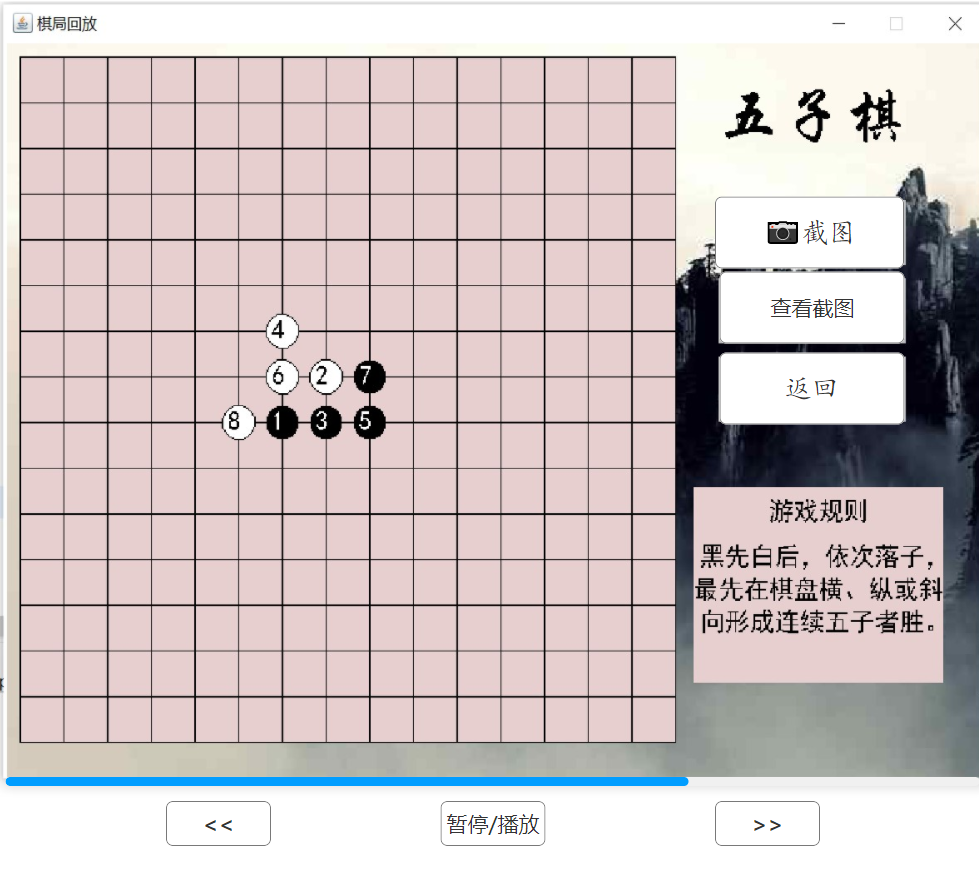 棋局回放
五子棋
截图
查看截图
返回
4
6 2 7
8 1 3 5
游戏规则
黑先白后，依次落子，
最先在棋盘横、纵或斜
向形成连续五子者胜。
<< 暂停/播放 >>